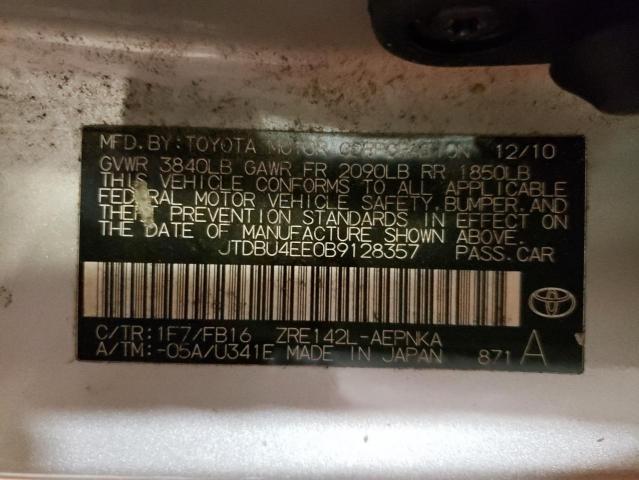 MFD. BY: TOYOTA MOTOR CORPORATION 12/10
GVWR 3840LB GAWR FR 2090LB RR 1850LB
THIS VEHICLE CONFORMS TO ALL APPLICABLE
FEDERAL MOTOR VEHICLE SAFETY, BUMPER, AND
THEFT PREVENTION STANDARDS IN EFFECT ON
THE DATE OF MANUFACTURE SHOWN ABOVE.
JTDBU4EE0B9128357 PASS. CAR
C/TR: 1F7/FB16 ZRE142L-AEPNKA
A/TM: -05A/U341E MADE IN JAPAN 871 A